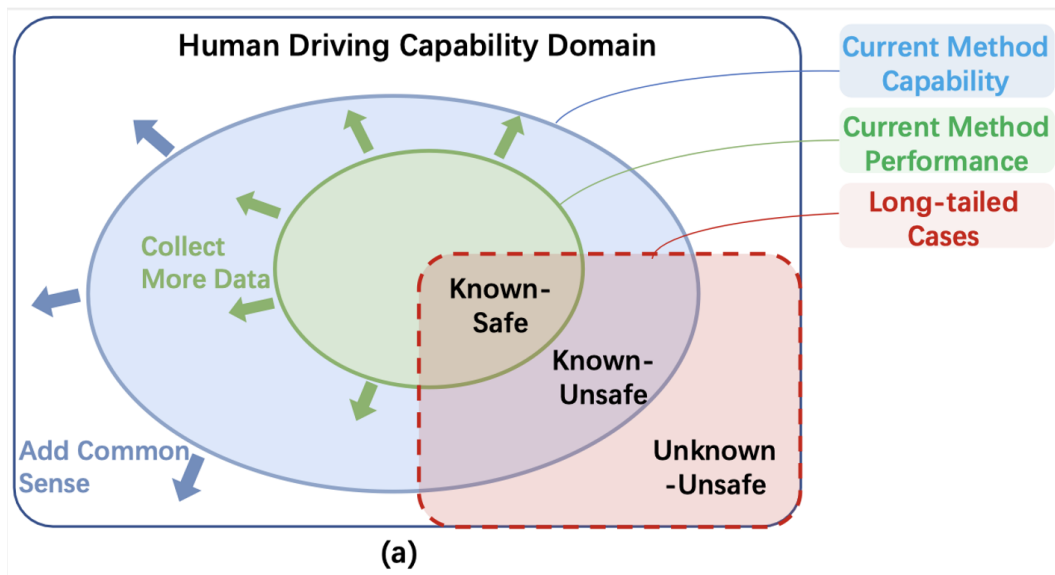 Human Driving Capability Domain
Current Method
Capability
Current Method
Performance
Long-tailed
Cases
Collect
More Data
Known-
Safe
Known-
Unsafe
Add Common
Sense
Unknown
-Unsafe
(a)